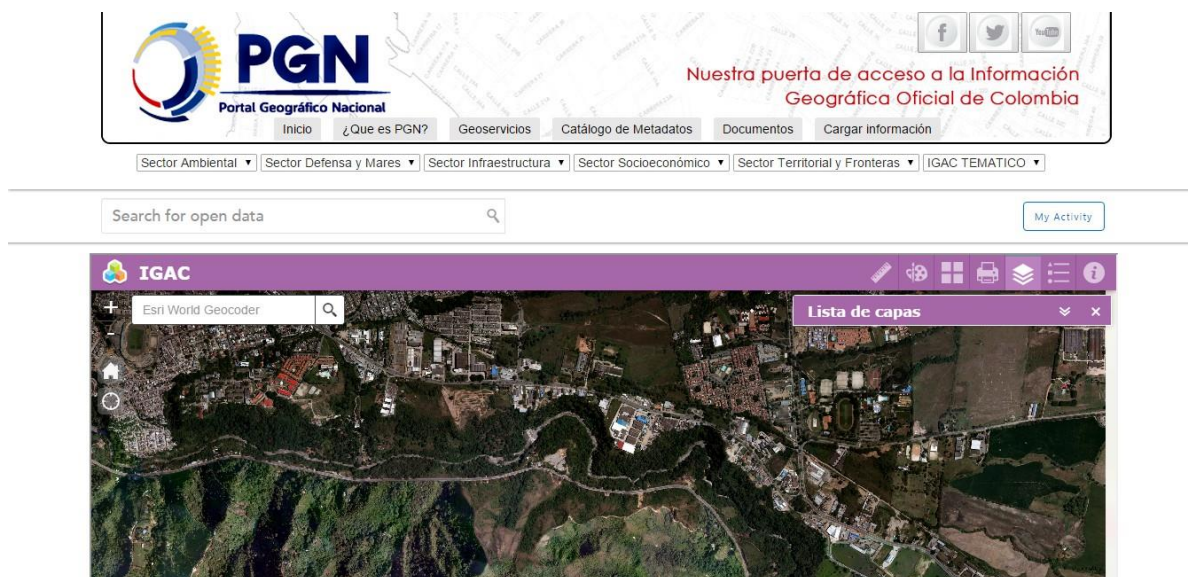 PGN
Portal Geográfico Nacional
You Tube
Nuestra puerta de acceso a la Información
Geográfica Oficial de Colombia
Inicio ¿Que es PGN? Geoservicios Catálogo de Metadatos Documentos Cargar información
Sector Ambiental Sector Defensa y Mares Sector Infraestructura Sector Socioeconómico Sector Territorial y Fronteras IGAC TEMATICO
Search for open data My Activity
IGAC
Esri World Geocoder
Lista de capas